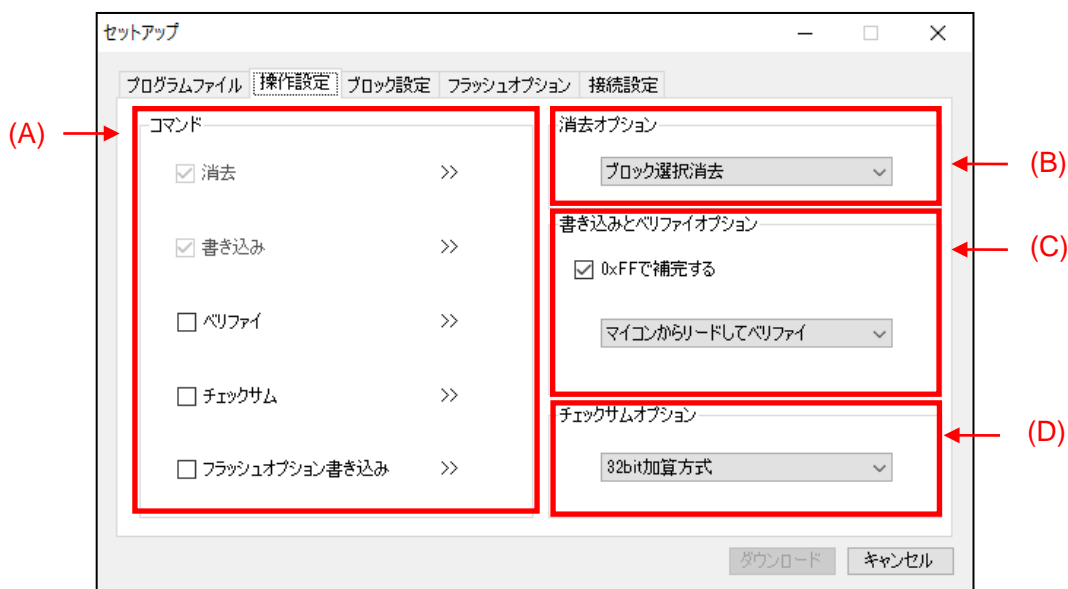 セットアップ
プログラムファイル 操作設定 ブロック設定 フラッシュオプション 接続設定
(A)
コマンド
消去 >>
書き込み >>
ベリファイ >>
チェックサム >>
フラッシュオプション書き込み >>
消去オプション
ブロック選択消去
(B)
書き込みとベリファイオプション
(C)
0xFFで補完する
マイコンからリードしてベリファイ
チェックサムオプション
(D)
32bit加算方式
ダウンロード キャンセル